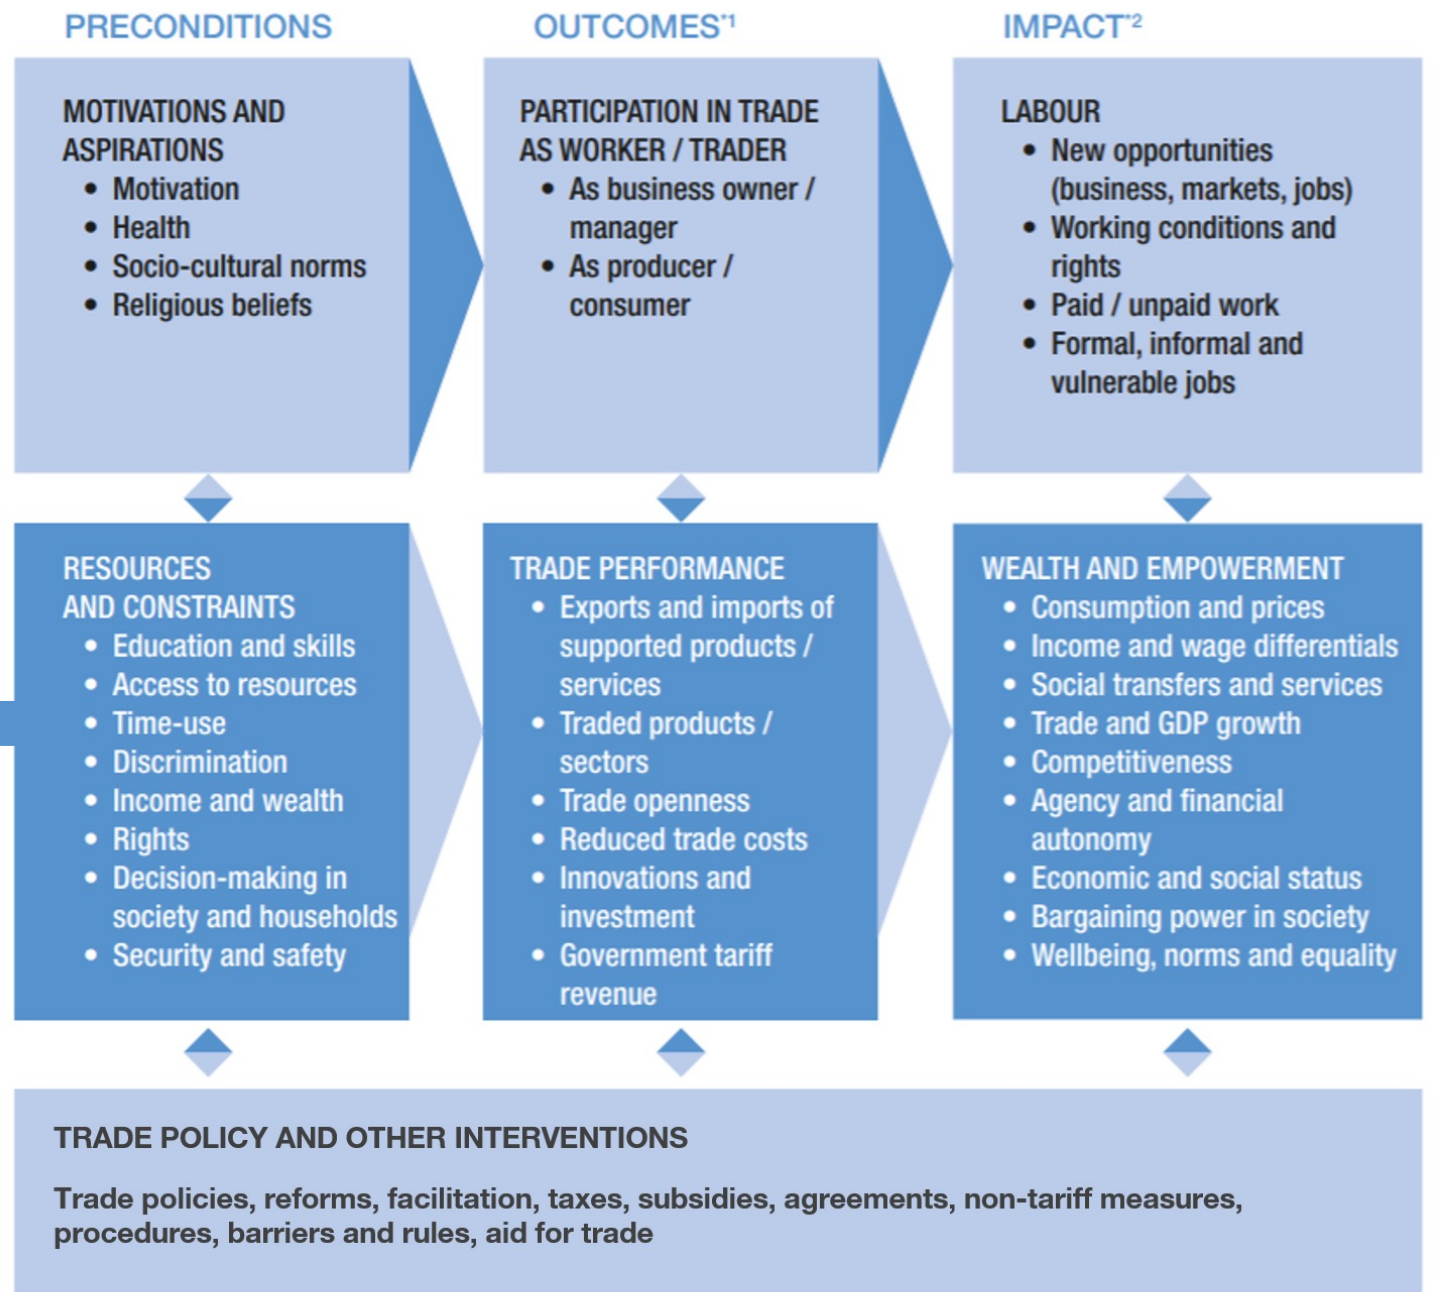 PRECONDITIONS
OUTCOMES*1
IMPACT*2
MOTIVATIONS AND
ASPIRATIONS
• Motivation
• Health
• Socio-cultural norms
• Religious beliefs
PARTICIPATION IN TRADE
AS WORKER / TRADER
• As business owner /
manager
• As producer /
consumer
LABOUR
• New opportunities
(business, markets, jobs)
• Working conditions and
rights
• Paid / unpaid work
• Formal, informal and
vulnerable jobs
RESOURCES
AND CONSTRAINTS
• Education and skills
• Access to resources
• Time-use
• Discrimination
• Income and wealth
• Rights
• Decision-making in
society and households
• Security and safety
TRADE PERFORMANCE
• Exports and imports of
supported products /
services
• Traded products /
sectors
• Trade openness
• Reduced trade costs
• Innovations and
investment
• Government tariff
revenue
WEALTH AND EMPOWERMENT
• Consumption and prices
• Income and wage differentials
• Social transfers and services
• Trade and GDP growth
• Competitiveness
• Agency and financial
autonomy
• Economic and social status
• Bargaining power in society
• Wellbeing, norms and equality
TRADE POLICY AND OTHER INTERVENTIONS
Trade policies, reforms, facilitation, taxes, subsidies, agreements, non-tariff measures,
procedures, barriers and rules, aid for trade